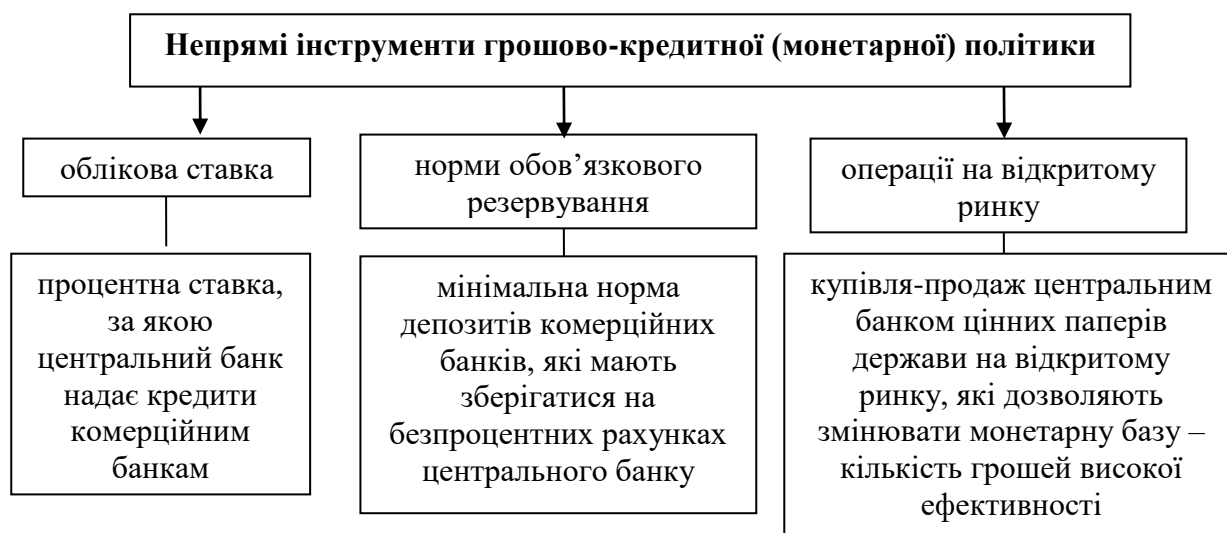 Непрямі інструменти грошово-кредитної (монетарної) політики
облікова ставка
процентна ставка,
за якою
центральний банк
надає кредити
комерційним
банкам
норми обов’язкового
резервування
мінімальна норма
депозитів комерційних
банків, які мають
зберігатися на
безпроцентних рахунках
центрального банку
операції на відкритому
ринку
купівля-продаж центральним
банком цінних паперів
держави на відкритому
ринку, які дозволяють
змінювати монетарну базу –
кількість грошей високої
ефективності